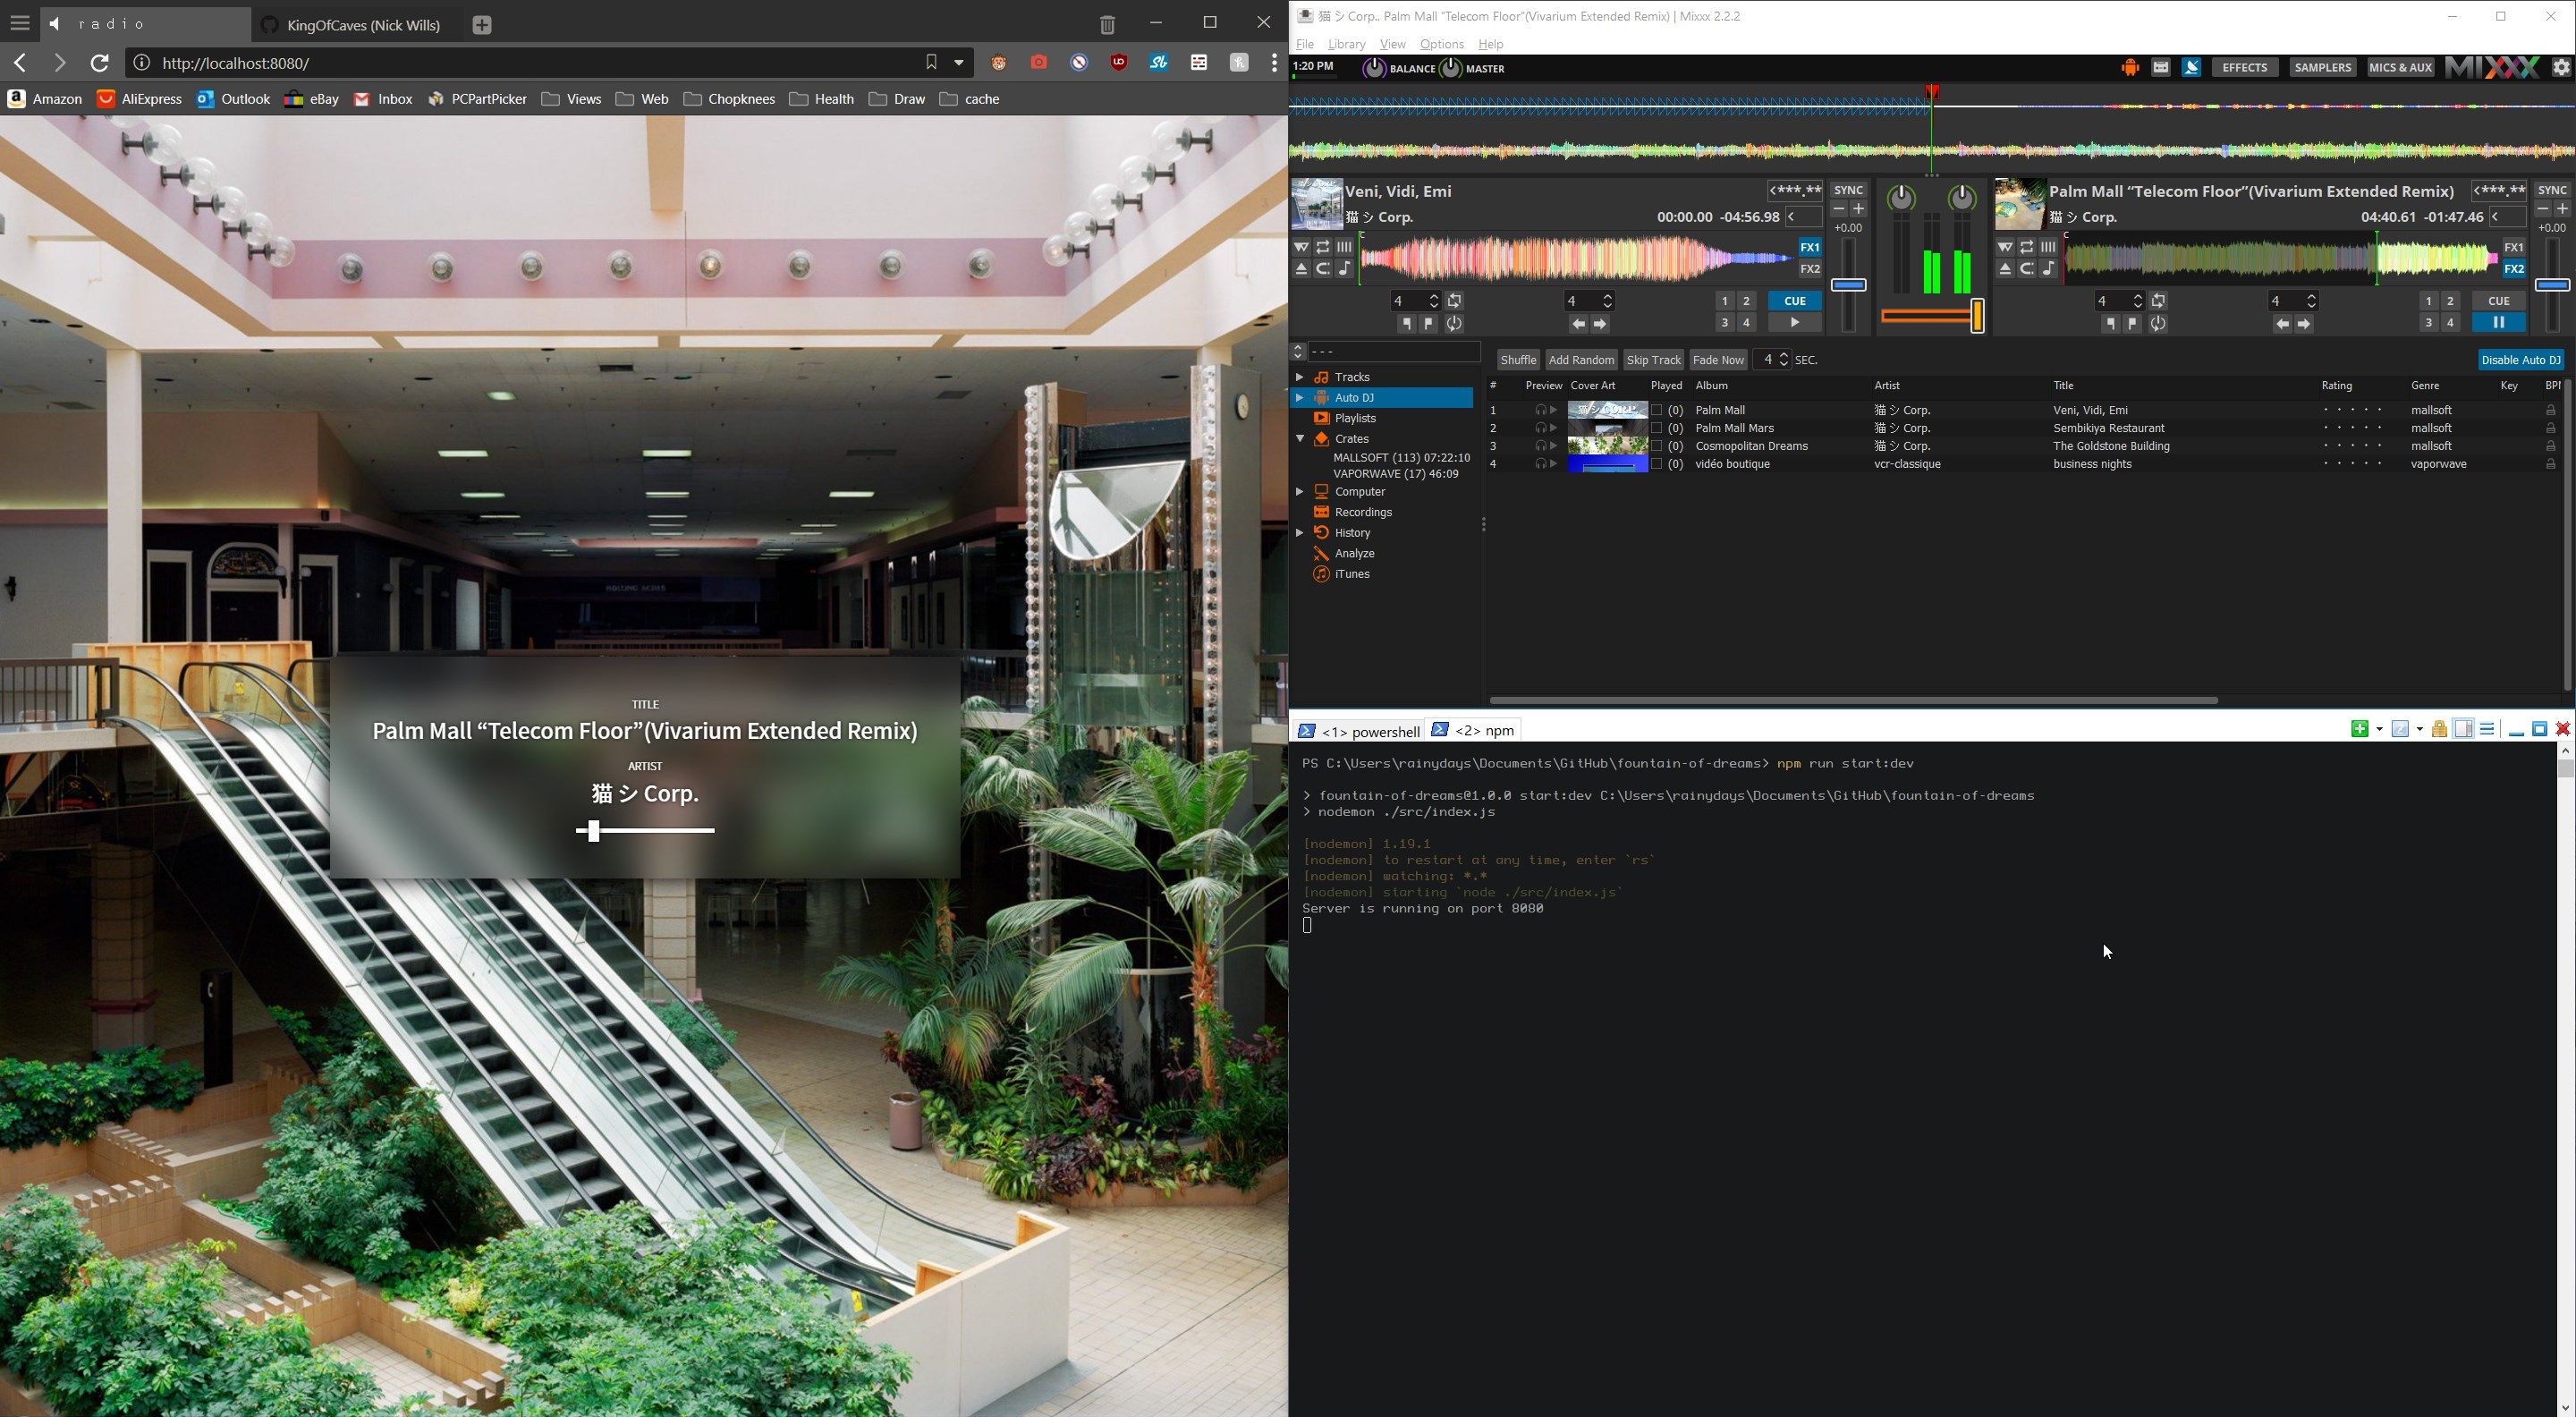 r a d i o
KingOfCaves (Nick Wills)
http://localhost:8080/
Amazon AliExpress Outlook eBay Inbox PCPartPicker Views Web Chopknees Health Draw cache
ROLLING ACRES
TITLE
Palm Mall “Telecom Floor”(Vivarium Extended Remix)
ARTIST
猫 シ Corp.
猫 シ Corp., Palm Mall “Telecom Floor”(Vivarium Extended Remix) | Mixxx 2.2.2
File Library View Options Help
1:20 PM BALANCE MASTER EFFECTS SAMPLERS MICS & AUX MIXXX
Veni, Vidi, Emi <***.** SYNC
猫 シ Corp. 00:00.00 -04:56.98 <
+0.00
C
FX1
FX2
4 4 1 2 CUE
3 4
Palm Mall “Telecom Floor”(Vivarium Extended Remix) <***.** SYNC
猫 シ Corp. 04:40.61 -01:47.46 <
+0.00
C
FX1
FX2
4 4 1 2 CUE
3 4
- - -
Tracks
Auto DJ
Playlists
Crates
MALLSOFT (113) 07:22:10
VAPORWAVE (17) 46:09
Computer
Recordings
History
Analyze
iTunes
Shuffle Add Random Skip Track Fade Now 4 SEC. Disable Auto DJ
# Preview Cover Art Played Album Artist Title Rating Genre Key
1 (0) Palm Mall 猫 シ Corp. Veni, Vidi, Emi mallsoft
2 (0) Palm Mall Mars 猫 シ Corp. Sembikiya Restaurant mallsoft
3 (0) Cosmopolitan Dreams 猫 シ Corp. The Goldstone Building mallsoft
4 (0) vidéo boutique vcr-classique business nights vaporwave
<1> powershell <2> npm
PS C:\Users\rainydays\Documents\GitHub\fountain-of-dreams> npm run start:dev
> fountain-of-dreams@1.0.0 start:dev C:\Users\rainydays\Documents\GitHub\fountain-of-dreams
> nodemon ./src/index.js
[nodemon] 1.19.1
[nodemon] to restart at any time, enter `rs`
[nodemon] watching: *.*
[nodemon] starting `node ./src/index.js`
Server is running on port 8080